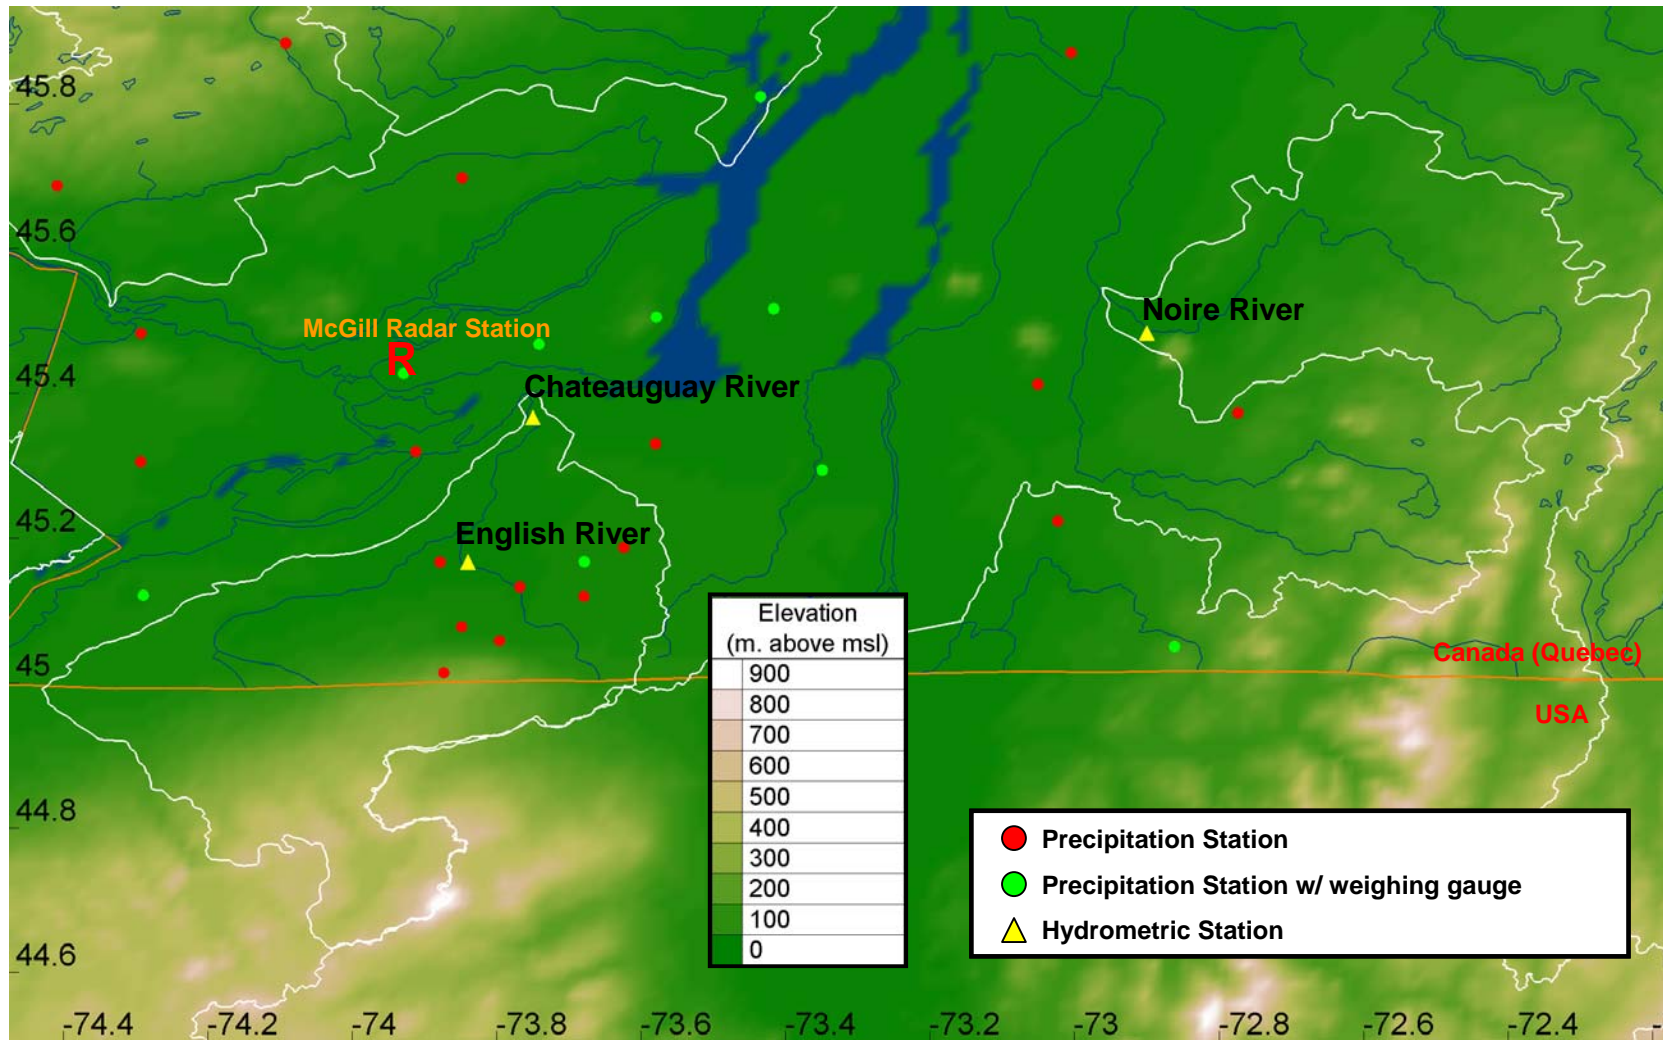 45.8
45.6
McGill Radar Station
R
Noire River
45.4
Chateauguay River
45.2
English River
Elevation
(m. above msl)
900
800
700
600
500
400
300
200
100
0
45
Canada (Quebec)
USA
44.8
Precipitation Station
Precipitation Station w/ weighing gauge
Hydrometric Station
44.6
-74.4 -74.2 -74 -73.8 -73.6 -73.4 -73.2 -73 -72.8 -72.6 -72.4 -